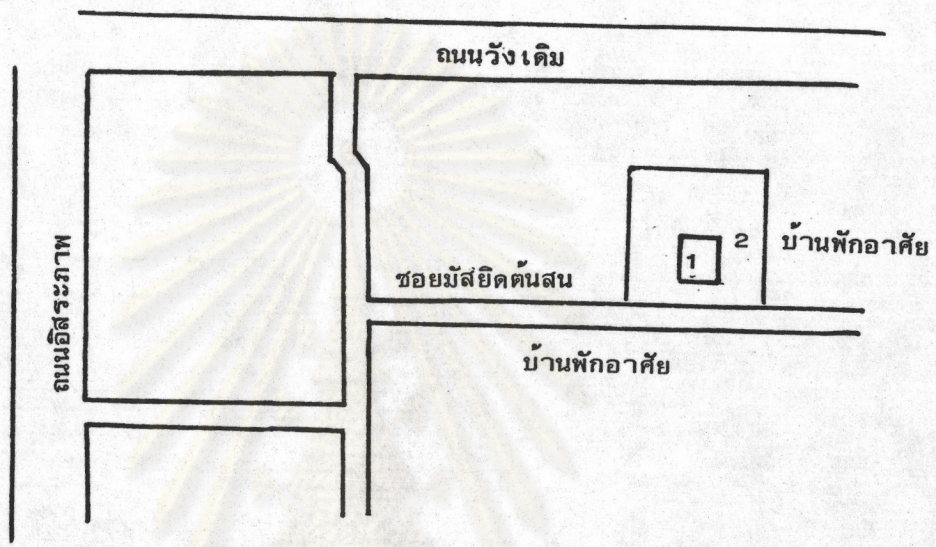 ถนนวังเดิม
บ้านพักอาศัย
2
1
ซอยมัสยิดต้นสน
ถนนอิสระภาพ
บ้านพักอาศัย